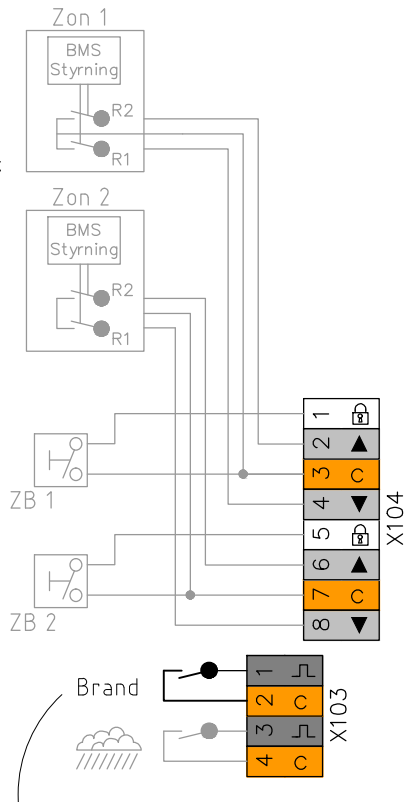 Zon 1
BMS
Styrning
R2
R1
Zon 2
BMS
Styrning
R2
R1
ZB 1
ZB 2
1
2
3 C
4
5
6
7 C
8
X104
Brand
1
2 C
3
4 C
X103